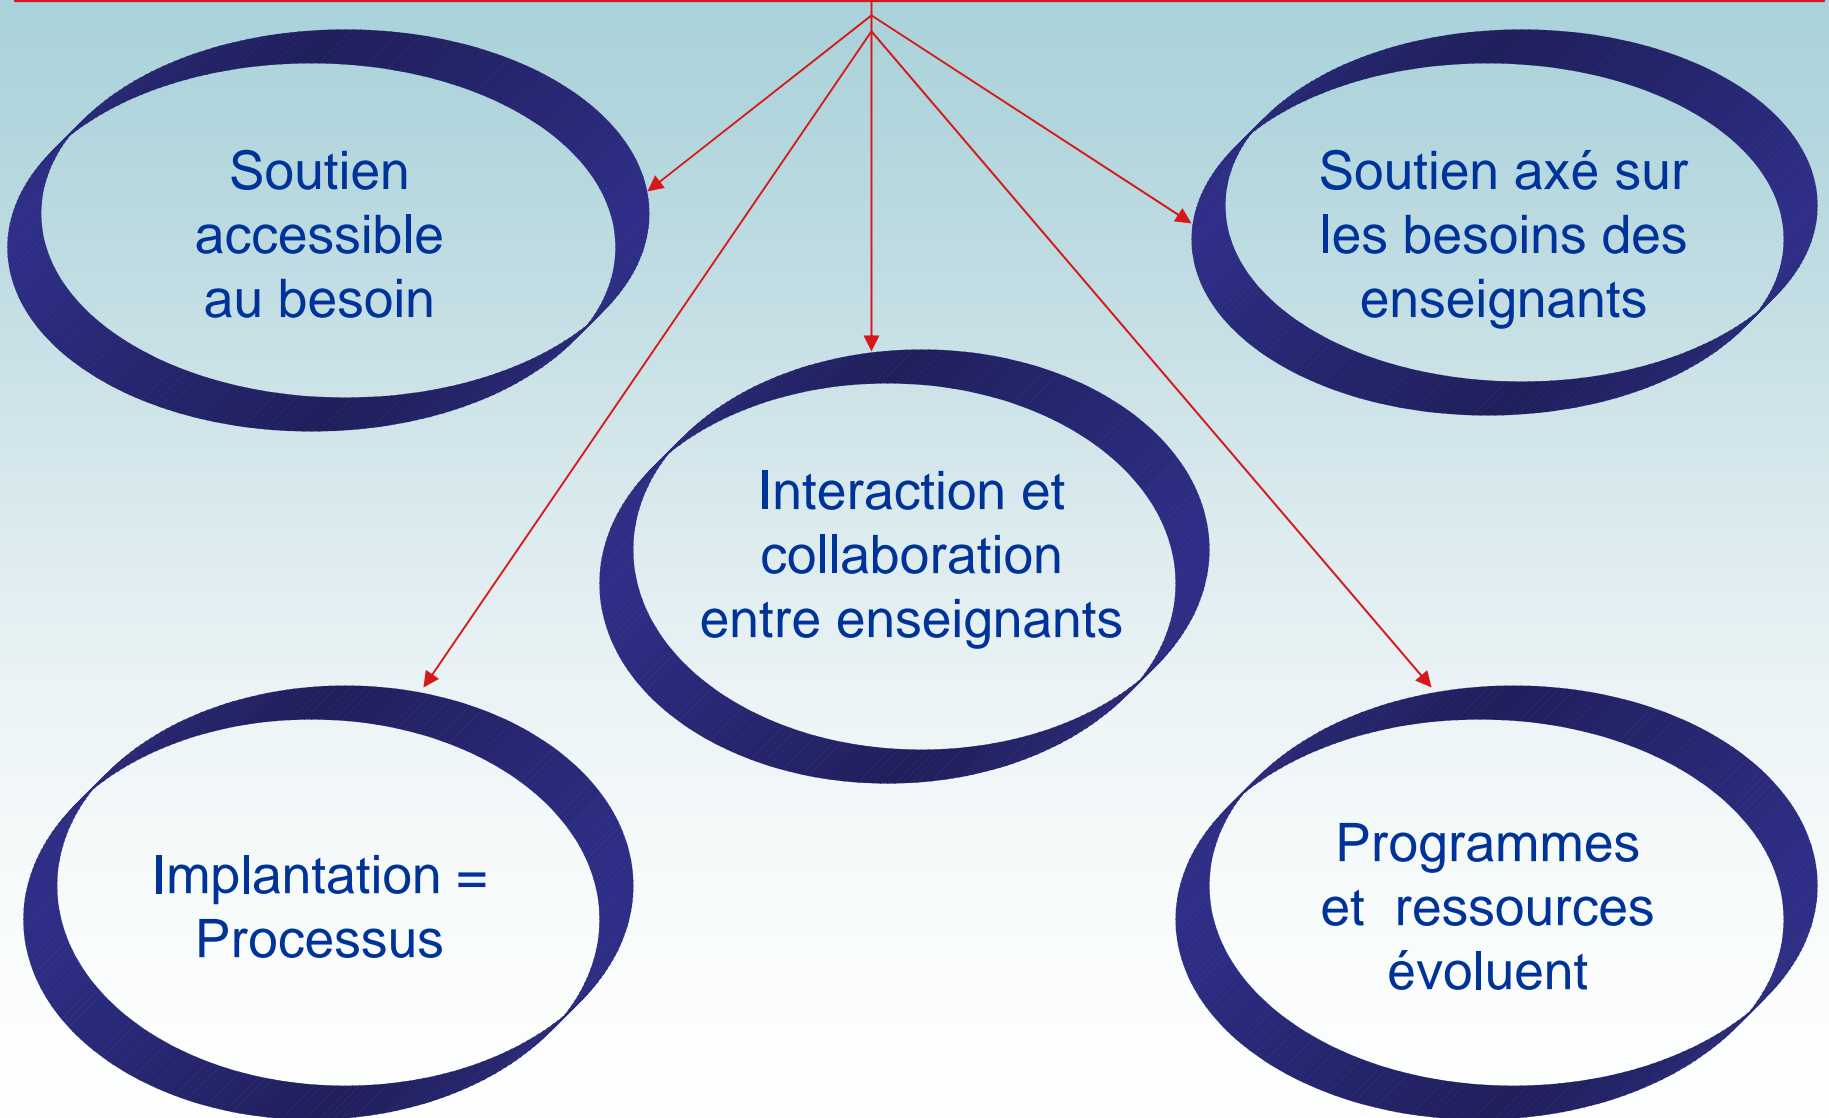 Soutien
accessible
au besoin
Soutien axé sur
les besoins des
enseignants
Interaction et
collaboration
entre enseignants
Implantation =
Processus
Programmes
et ressources
évoluent